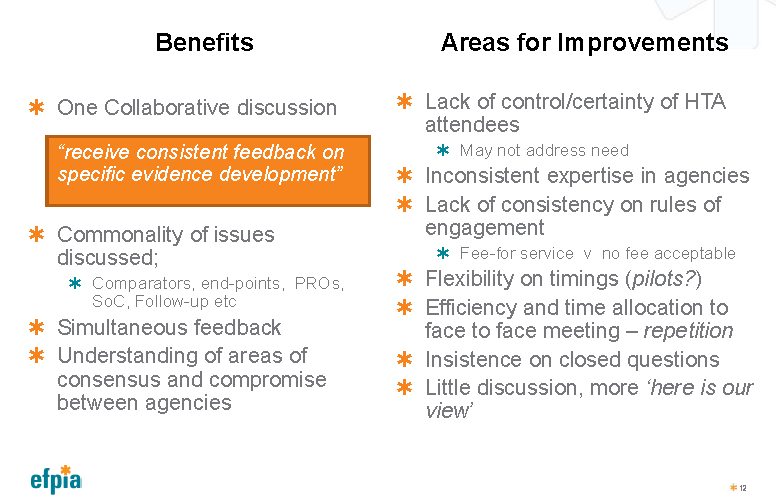 Benefits
One Collaborative discussion
“receive consistent feedback on
specific evidence development”
Commonality of issues
discussed;
Comparators, end-points, PROs,
SoC, Follow-up etc
Simultaneous feedback
Understanding of areas of
consensus and compromise
between agencies
Areas for Improvements
Lack of control/certainty of HTA
attendees
May not address need
Inconsistent expertise in agencies
Lack of consistency on rules of
engagement
Fee-for service v no fee acceptable
Flexibility on timings (pilots?)
Efficiency and time allocation to
face to face meeting – repetition
Insistence on closed questions
Little discussion, more ‘here is our
view’
efpia
12